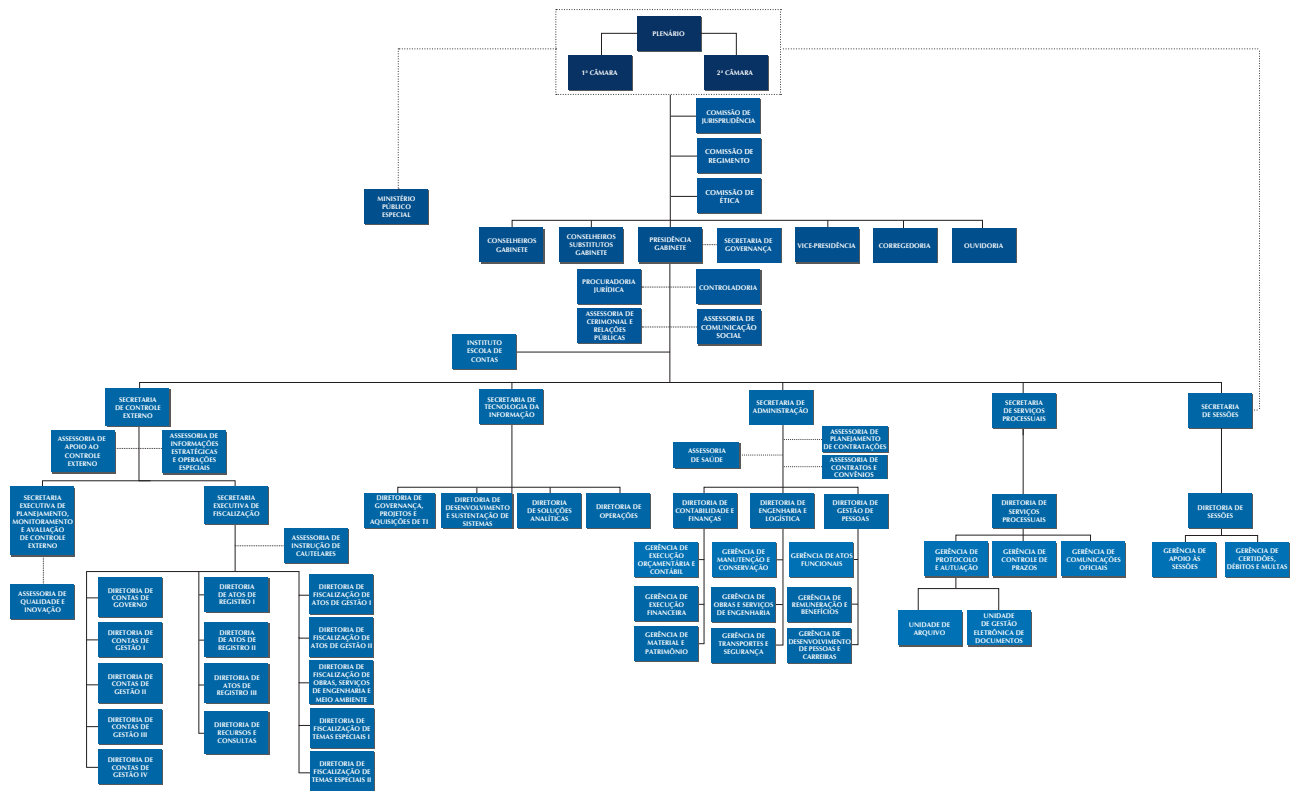 PLENÁRIO
1ª CÂMARA
2ª CÂMARA
COMISSÃO DE
JURISPRUDÊNCIA
COMISSÃO DE
REGIMENTO
COMISSÃO DE
ÉTICA
MINISTÉRIO
PÚBLICO
ESPECIAL
CONSELHEIROS
GABINETE
CONSELHEIROS
SUBSTITUTOS
GABINETE
PRESIDÊNCIA
GABINETE
SECRETARIA DE
GOVERNANÇA
VICE-PRESIDÊNCIA
CORREGEDORIA
OUVIDORIA
PROCURADORIA
JURÍDICA
CONTROLADORIA
ASSESSORIA DE
CERIMONIAL E
RELAÇÕES
PÚBLICAS
ASSESSORIA DE
COMUNICAÇÃO
SOCIAL
INSTITUTO
ESCOLA DE
CONTAS
SECRETARIA
DE CONTROLE
EXTERNO
SECRETARIA DE
TECNOLOGIA DA
INFORMAÇÃO
SECRETARIA DE
ADMINISTRAÇÃO
SECRETARIA
DE SERVIÇOS
PROCESSUAIS
SECRETARIA
DE SESSÕES
ASSESSORIA DE
APOIO AO
CONTROLE
EXTERNO
ASSESSORIA DE
INFORMAÇÕES
ESTRATÉGICAS
E OPERAÇÕES
ESPECIAIS
ASSESSORIA
DE SAÚDE
ASSESSORIA DE
PLANEJAMENTO
DE CONTRATAÇÕES
ASSESSORIA DE
CONTRATOS E
CONVÊNIOS
SECRETARIA
EXECUTIVA DE
PLANEJAMENTO,
MONITORAMENTO
E AVALIAÇÃO
DE CONTROLE
EXTERNO
SECRETARIA
EXECUTIVA DE
FISCALIZAÇÃO
DIRETORIA DE
GOVERNANÇA,
PROJETOS E
AQUISIÇÕES DE TI
DIRETORIA DE
DESENVOLVIMENTO
E SUSTENTAÇÃO DE
SISTEMAS
DIRETORIA
DE SOLUÇÕES
ANALÍTICAS
DIRETORIA DE
OPERAÇÕES
DIRETORIA DE
CONTABILIDADE E
FINANÇAS
DIRETORIA DE
ENGENHARIA E
LOGÍSTICA
DIRETORIA DE
GESTÃO DE
PESSOAS
DIRETORIA DE
SERVIÇOS
PROCESSUAIS
DIRETORIA DE
SESSÕES
ASSESSORIA DE
INSTRUÇÃO DE
CAUTELARES
ASSESSORIA DE
QUALIDADE E
INOVAÇÃO
GERÊNCIA DE
EXECUÇÃO
ORÇAMENTÁRIA E
CONTÁBIL
GERÊNCIA DE
MANUTENÇÃO E
CONSERVAÇÃO
GERÊNCIA DE ATOS
FUNCIONAIS
GERÊNCIA DE
PROTOCOLO
E AUTUAÇÃO
GERÊNCIA DE
CONTROLE DE
PRAZOS
GERÊNCIA DE
COMUNICAÇÕES
OFICIAIS
GERÊNCIA DE
APOIO ÀS
SESSÕES
GERÊNCIA DE
CERTIDÕES,
DÉBITOS E MULTAS
GERÊNCIA DE
EXECUÇÃO
FINANCEIRA
GERÊNCIA DE
OBRAS E SERVIÇOS
DE ENGENHARIA
GERÊNCIA DE
REMUNERAÇÃO E
BENEFÍCIOS
UNIDADE DE
ARQUIVO
UNIDADE
DE GESTÃO
ELETRÔNICA DE
DOCUMENTOS
GERÊNCIA DE
MATERIAL E
PATRIMÔNIO
GERÊNCIA DE
TRANSPORTES E
SEGURANÇA
GERÊNCIA DE
DESENVOLVIMENTO
DE PESSOAS E
CARREIRAS
DIRETORIA DE
CONTAS DE
GOVERNO
DIRETORIA
DE ATOS DE
REGISTRO I
DIRETORIA DE
FISCALIZAÇÃO DE
ATOS DE GESTÃO I
DIRETORIA DE
CONTAS DE
GESTÃO I
DIRETORIA
DE ATOS DE
REGISTRO II
DIRETORIA DE
FISCALIZAÇÃO DE
ATOS DE GESTÃO II
DIRETORIA DE
CONTAS DE
GESTÃO II
DIRETORIA DE
ATOS DE
REGISTRO III
DIRETORIA DE
FISCALIZAÇÃO DE
OBRAS, SERVIÇOS
DE ENGENHARIA E
MEIO AMBIENTE
DIRETORIA DE
CONTAS DE
GESTÃO III
DIRETORIA DE
RECURSOS E
CONSULTAS
DIRETORIA DE
FISCALIZAÇÃO DE
TEMAS ESPECIAIS I
DIRETORIA DE
CONTAS DE
GESTÃO IV
DIRETORIA DE
FISCALIZAÇÃO DE
TEMAS ESPECIAIS II